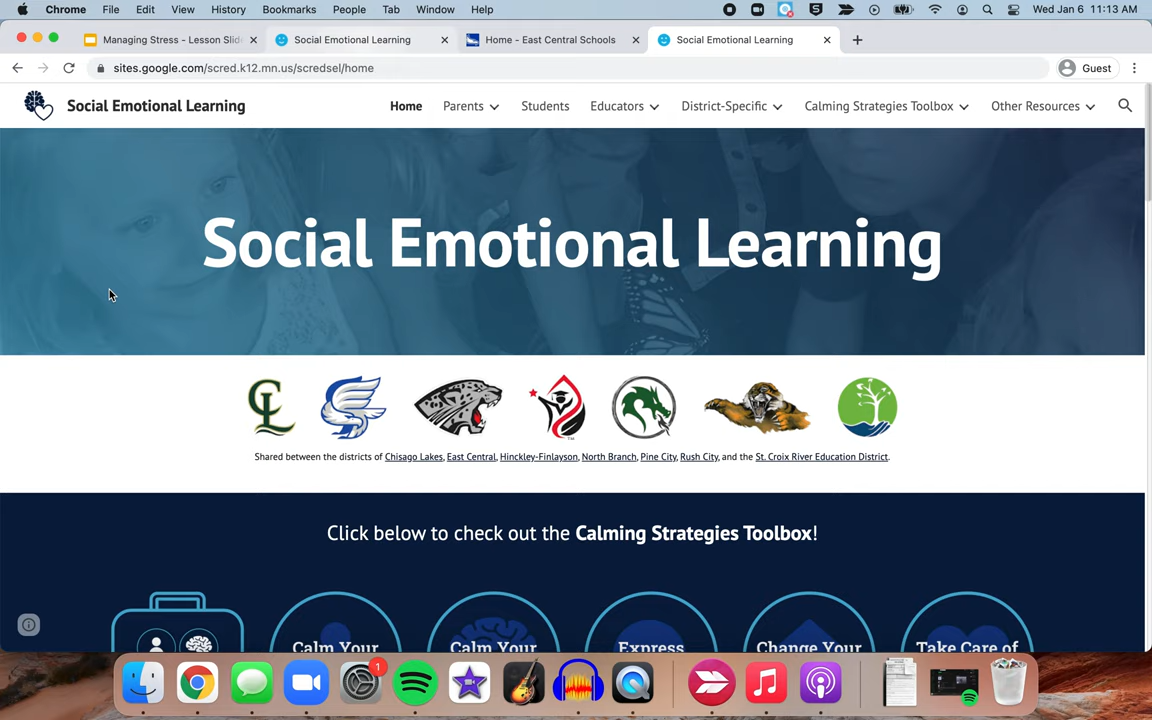 Chrome File Edit View History Bookmarks People Tab Window Help Wed Jan 6 11:13 AM
Managing Stress - Lesson Slid Social Emotional Learning Home - East Central Schools Social Emotional Learning
sites.google.com/scred.k12.mn.us/scredsel/home Guest
Social Emotional Learning Home Parents Students Educators District-Specific Calming Strategies Toolbox Other Resources
Social Emotional Learning
CL
Shared between the districts of Chisago Lakes, East Central, Hinckley-Finlayson, North Branch, Pine City, Rush City, and the St. Croix River Education District.
Click below to check out the Calming Strategies Toolbox!
Calm Your Calm Your Express Change Your Take Care of
1